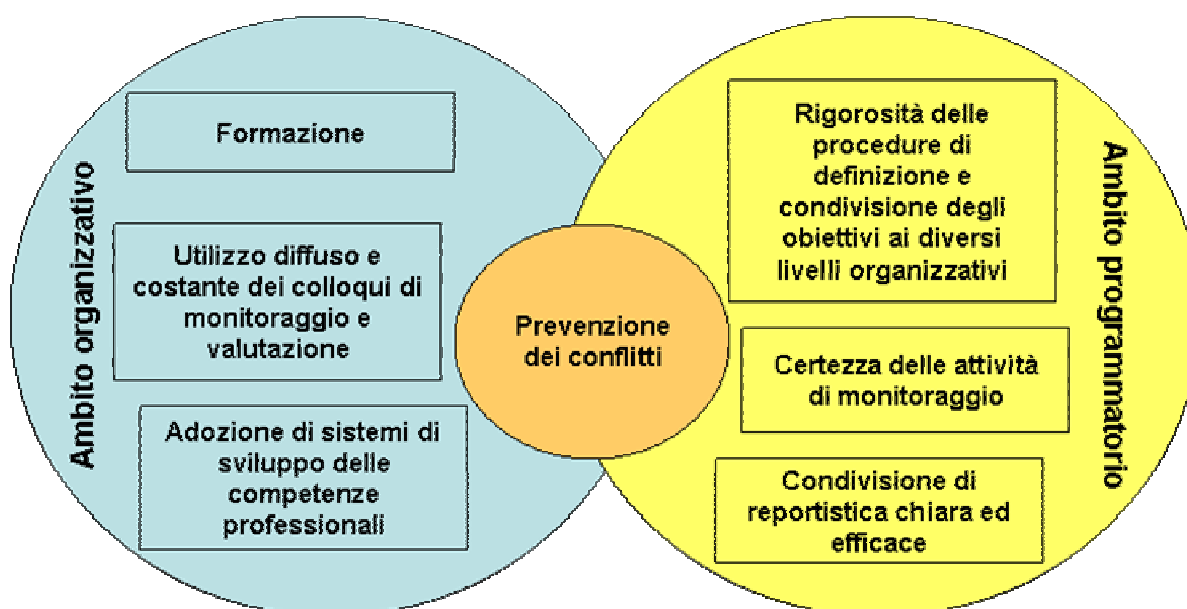 Ambito organizzativo
Formazione
Utilizzo diffuso e
costante dei colloqui di
monitoraggio e
valutazione
Adozione di sistemi di
sviluppo delle
competenze
professionali
Prevenzione
dei conflitti
Rigorosità delle
procedure di
definizione e
condivisione degli
obiettivi ai diversi
livelli organizzativi
Certezza delle attività
di monitoraggio
Condivisione di
reportistica chiara ed
efficace
Ambito programmatorio